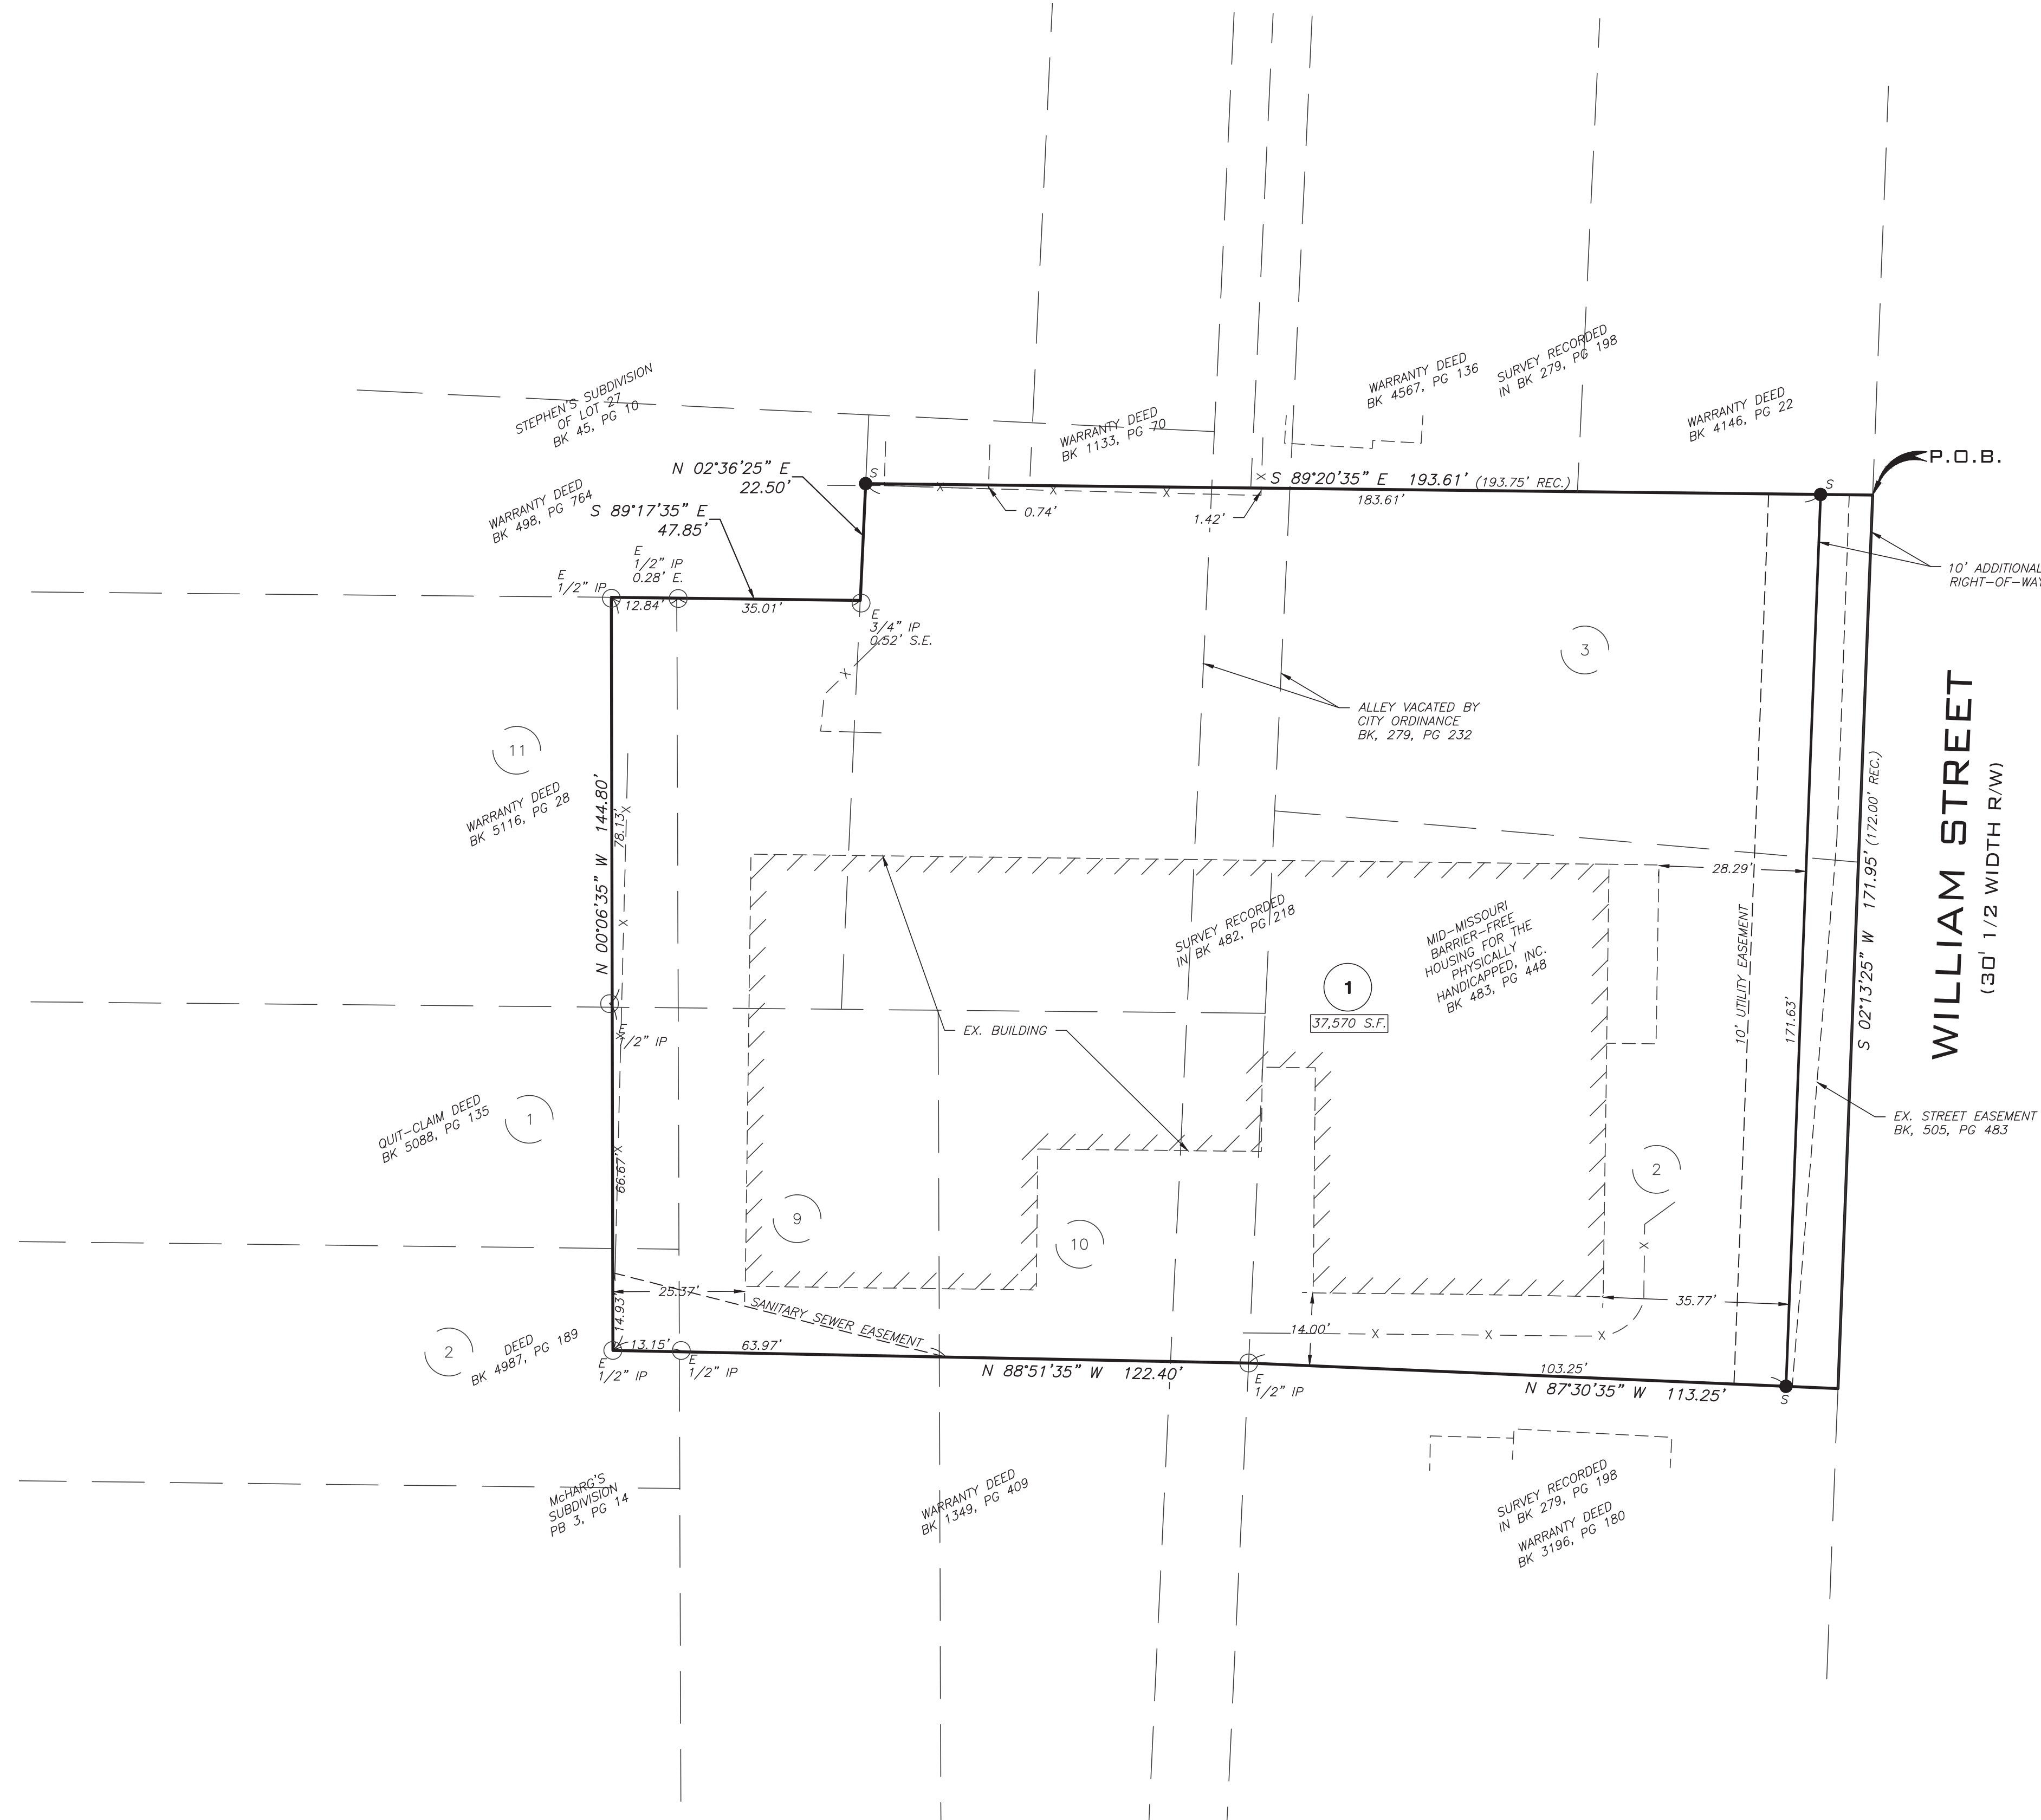 STEPHEN'S SUBDIVISION
OF LOT 27
BK 45, PG 10
WARRANTY DEED
BK 1133, PG 70
WARRANTY DEED
BK 4567, PG 136
SURVEY RECORDED
IN BK 279, PG 198
WARRANTY DEED
BK 4146, PG 22
P.O.B.
N 02°36'25" E
22.50'
S
S 89°20'35" E 193.61' (193.75' REC.)
183.61'
S
WARRANTY DEED
BK 498, PG 764
S 89°17'35" E
47.85'
0.74'
1.42'
X
X
X
X
E
1/2" IP
0.28' E.
E
1/2" IP
12.84'
35.01'
E
3/4" IP
0.52' S.E.
X
10' ADDITIONAL
RIGHT-OF-WAY
3
ALLEY VACATED BY
CITY ORDINANCE
BK, 279, PG 232
11
WARRANTY DEED
BK 5116, PG 28
N 00°06'35" W 144.80'
78.13'
X
X
X
X
28.29'
SURVEY RECORDED
IN BK 482, PG 218
MID-MISSOURI
BARRIER-FREE
HOUSING FOR THE
PHYSICALLY
HANDICAPPED, INC.
BK 483, PG 448
1
37,570 S.F.
EX. BUILDING
10' UTILITY EASEMENT
171.63'
S 02°13'25" W 171.95' (172.00' REC.)
WILLIAM STREET
(30' 1/2 WIDTH R/W)
E
1/2" IP
QUIT-CLAIM DEED
BK 5088, PG 135
1
66.67'
EX. STREET EASEMENT
BK, 505, PG 483
2
9
10
X
25.37'
14.93'
SANITARY SEWER EASEMENT
35.77'
14.00'
X
X
X
2
DEED
BK 4987, PG 189
13.15'
63.97'
E
1/2" IP
E
1/2" IP
N 88°51'35" W 122.40'
E
1/2" IP
103.25'
N 87°30'35" W 113.25'
S
McHARG'S
SUBDIVISION
PB 3, PG 14
WARRANTY DEED
BK 1349, PG 409
SURVEY RECORDED
IN BK 279, PG 198
WARRANTY DEED
BK 3196, PG 180